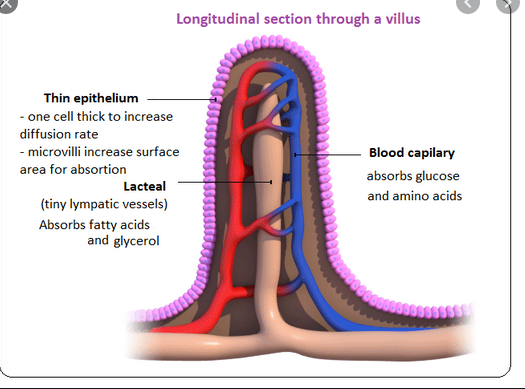 Longitudinal section through a villus
Thin epithelium
- one cell thick to increase
diffusion rate
- microvilli increase surface
area for absortion
Lacteal
(tiny lympatic vessels)
Absorbs fatty acids
and glycerol
Blood capilary
absorbs glucose
and amino acids